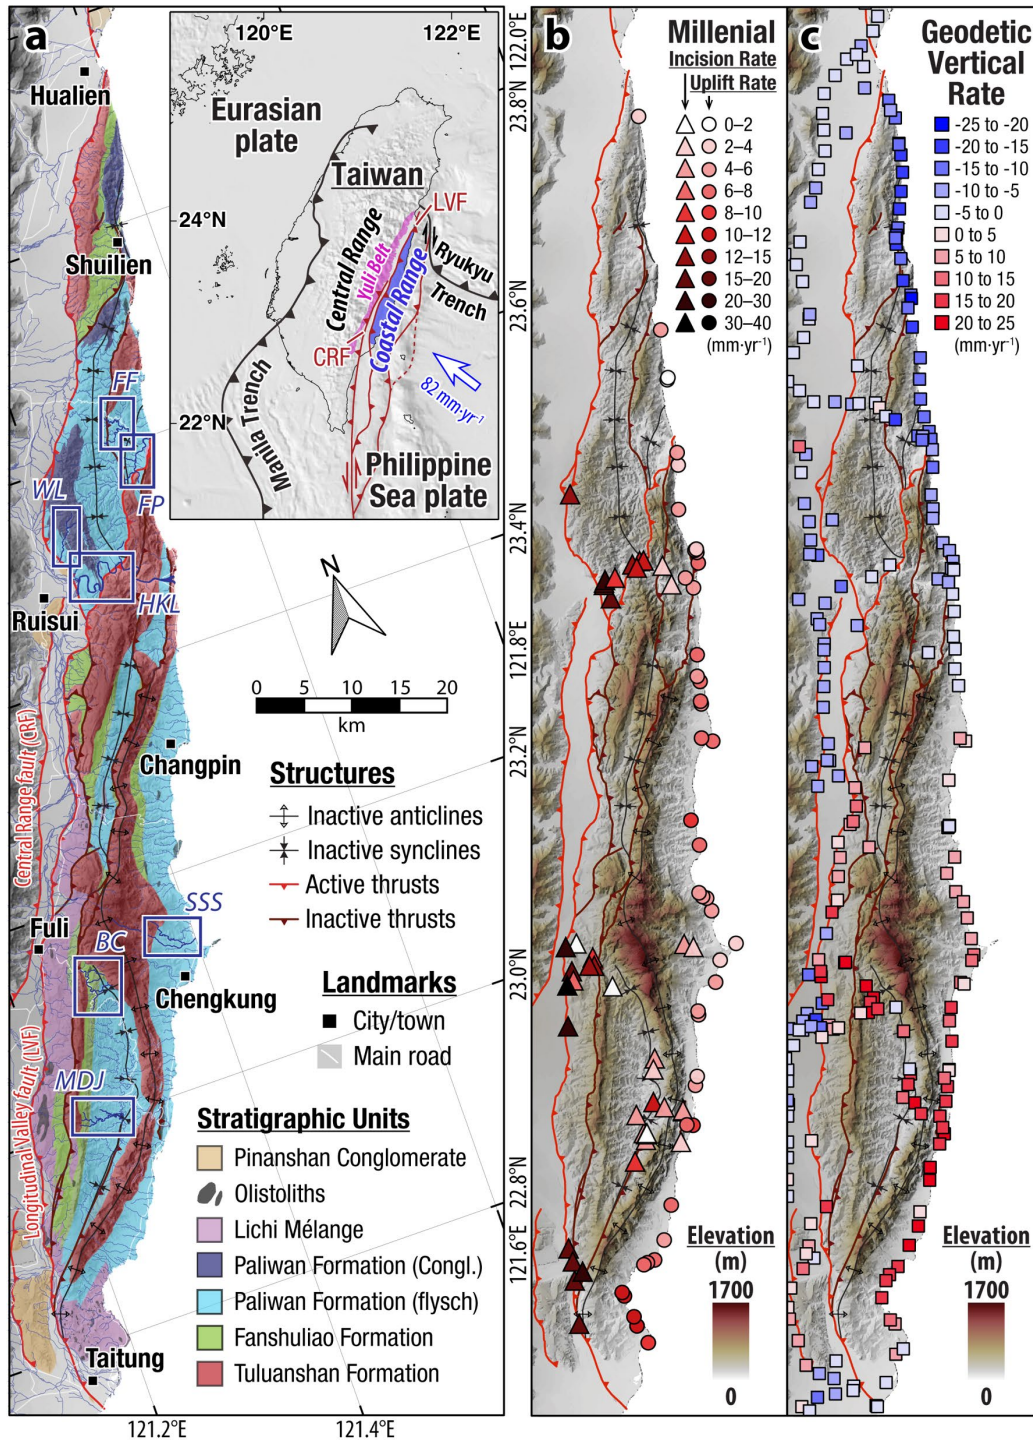 a
Hualien
Shuilien
FF
FP
WL
HKL
Ruisui
Changpin
Central Range fault (CRF)
SSS
Fuli
BC
Chengkung
MDJ
Longitudinal Valley fault (LVF)
Taitung
121.2°E
121.4°E
120°E
122°E
Eurasian
plate
Taiwan
24°N
LVF
Central Range
Yuli Belt
Coastal Range
Ryukyu
Trench
CRF
82 mm·yr⁻¹
22°N
Manila Trench
Philippine
Sea plate
122.0°E
23.8°N
23.6°N
23.4°N
121.8°E
23.2°N
23.0°N
22.8°N
121.6°E
N
0 5 10 15 20
km
Structures
Inactive anticlines
Inactive synclines
Active thrusts
Inactive thrusts
Landmarks
City/town
Main road
Stratigraphic Units
Pinanshan Conglomerate
Olistoliths
Lichi Mélange
Paliwan Formation (Congl.)
Paliwan Formation (flysch)
Fanshuliao Formation
Tuluanshan Formation
b
Millenial
Incision Rate
Uplift Rate
0–2
2–4
4–6
6–8
8–10
10–12
12–15
15–20
20–30
30–40
(mm·yr⁻¹)
Elevation
(m)
1700
0
c
Geodetic
Vertical
Rate
-25 to -20
-20 to -15
-15 to -10
-10 to -5
-5 to 0
0 to 5
5 to 10
10 to 15
15 to 20
20 to 25
(mm·yr⁻¹)
Elevation
(m)
1700
0